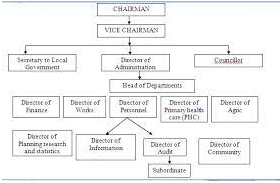 CHAIRMAN
VICE CHAIRMAN
Secretary to Local
Government
Director of
Administration
Councillor
Head of Departments
Director of
Finance
Director of
Works
Director of
Personnel
Director of
Primary health
care (PHC)
Director of
Agric
Director of
Planning research
and statistics
Director of
Information
Director of
Audit
Director of
Community
Subordinate